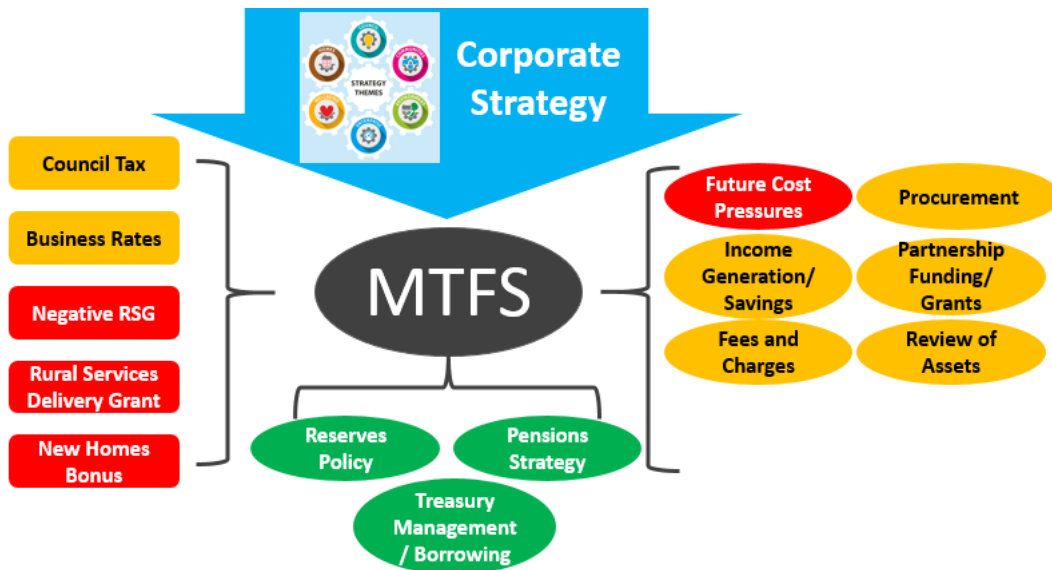 Corporate
Strategy
STRATEGY
THEMES
COUNCIL
HOMES
Council Tax
Business Rates
Negative RSG
Rural Services
Delivery Grant
New Homes
Bonus
MTFS
Future Cost
Pressures
Procurement
Income
Generation/
Savings
Partnership
Funding/
Grants
Fees and
Charges
Review of
Assets
Reserves
Policy
Pensions
Strategy
Treasury
Management
/ Borrowing